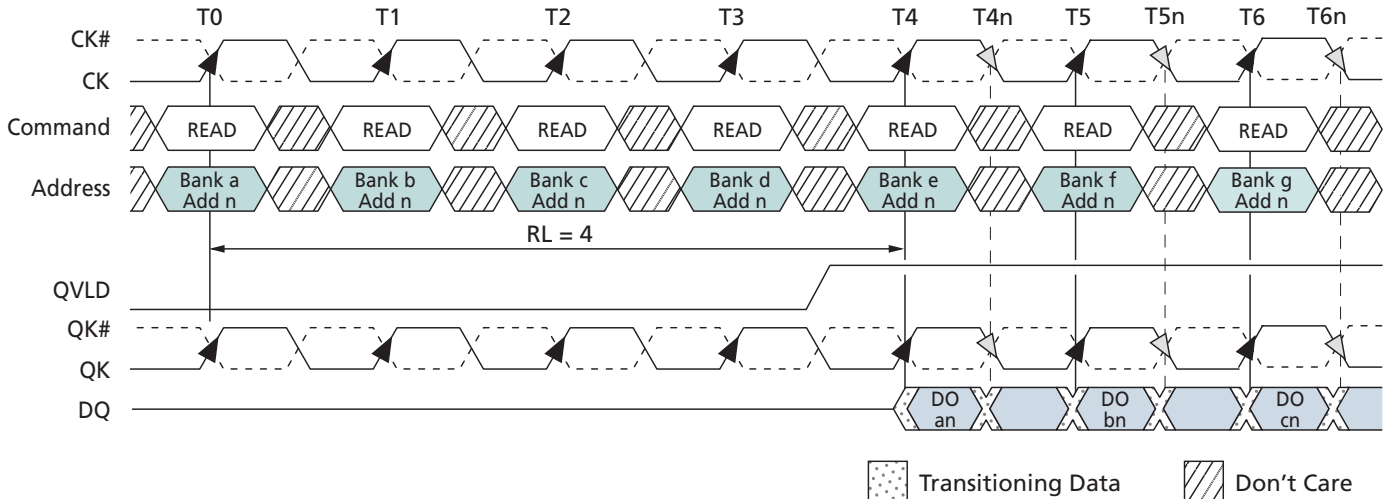 T0 T1 T2 T3 T4 T4n T5 T5n T6 T6n
CK#
CK
Command READ READ READ READ READ READ READ
Address Bank a Bank b Bank c Bank d Bank e Bank f Bank g
Add n Add n Add n Add n Add n Add n Add n
RL = 4
QVLD
QK#
QK
DQ DO DO DO
an bn cn
Transitioning Data Don't Care